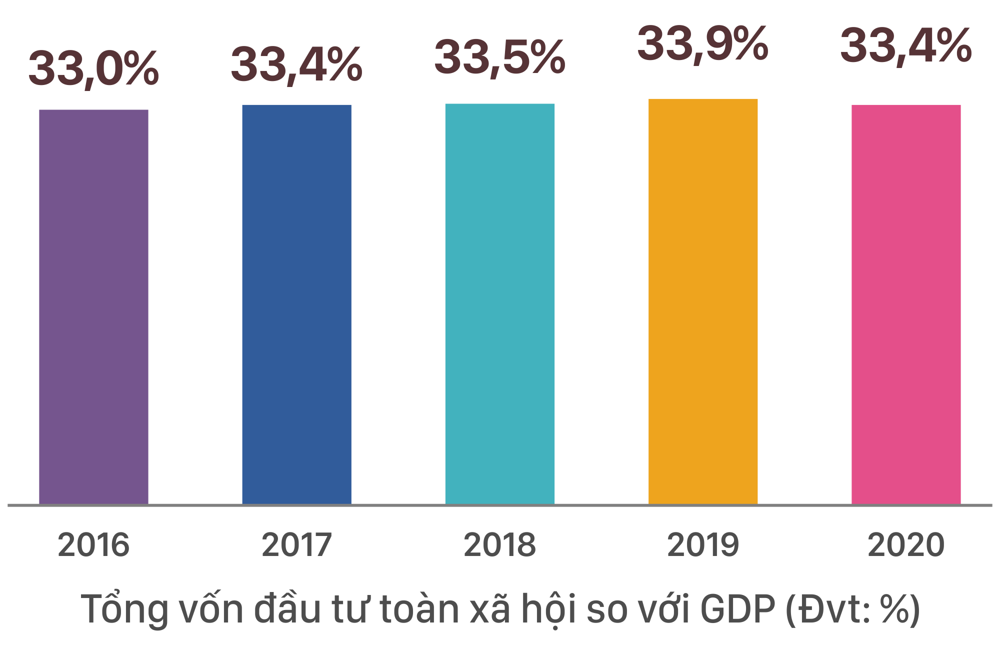 33,0% 33,4% 33,5% 33,9% 33,4%
2016 2017 2018 2019 2020
Tổng vốn đầu tư toàn xã hội so với GDP (Đvt: %)